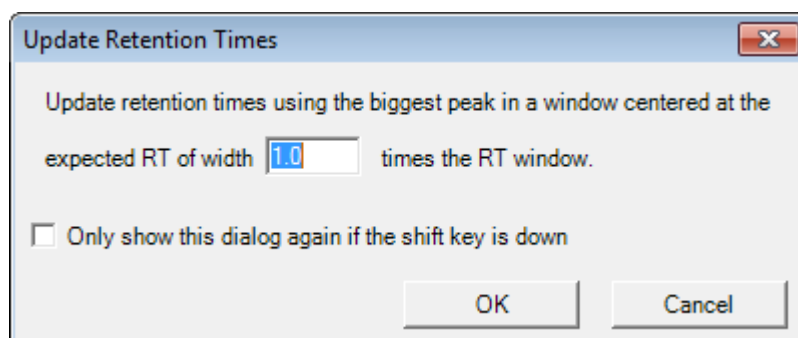 Update Retention Times
Update retention times using the biggest peak in a window centered at the
expected RT of width 1.0 times the RT window.
Only show this dialog again if the shift key is down
OK Cancel